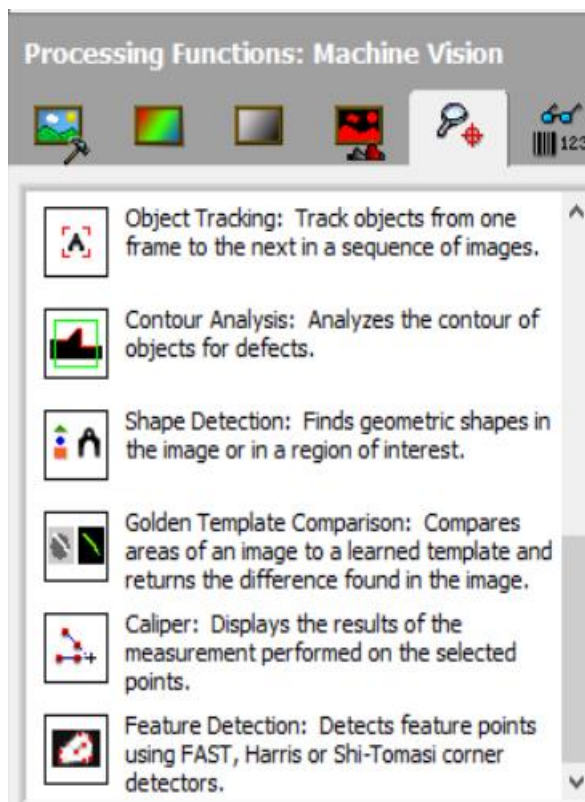 Processing Functions: Machine Vision
123
Object Tracking: Track objects from one
frame to the next in a sequence of images.
Contour Analysis: Analyzes the contour of
objects for defects.
Shape Detection: Finds geometric shapes in
the image or in a region of interest.
Golden Template Comparison: Compares
areas of an image to a learned template and
returns the difference found in the image.
Caliper: Displays the results of the
measurement performed on the selected
points.
Feature Detection: Detects feature points
using FAST, Harris or Shi-Tomasi corner
detectors.